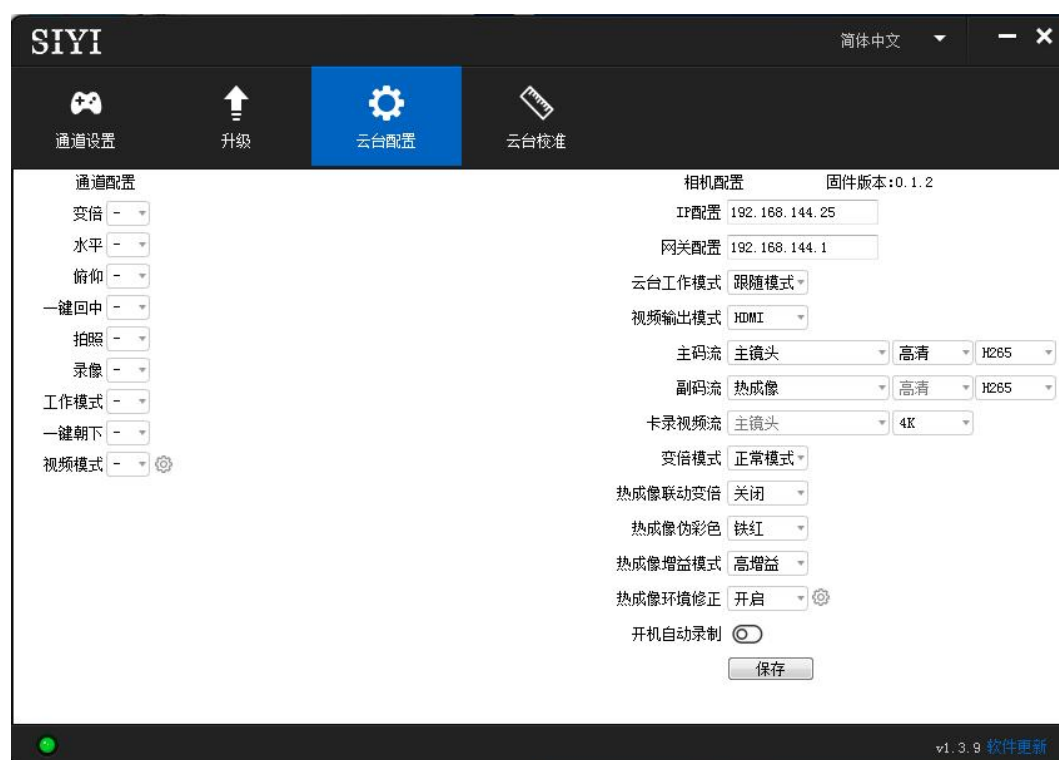 SIYI
简体中文
通道设置 升级 云台配置 云台校准
通道配置
变倍 -
水平 -
俯仰 -
一键回中 -
拍照 -
录像 -
工作模式 -
一键朝下 -
视频模式 -
相机配置 固件版本:0.1.2
IP配置 192.168.144.25
网关配置 192.168.144.1
云台工作模式 跟随模式
视频输出模式 HDMI
主码流 主镜头 高清 H265
副码流 热成像 高清 H265
卡录视频流 主镜头 4K
变倍模式 正常模式
热成像联动变倍 关闭
热成像伪彩色 铁红
热成像增益模式 高增益
热成像环境修正 开启
开机自动录制
保存
v1.3.9 软件更新